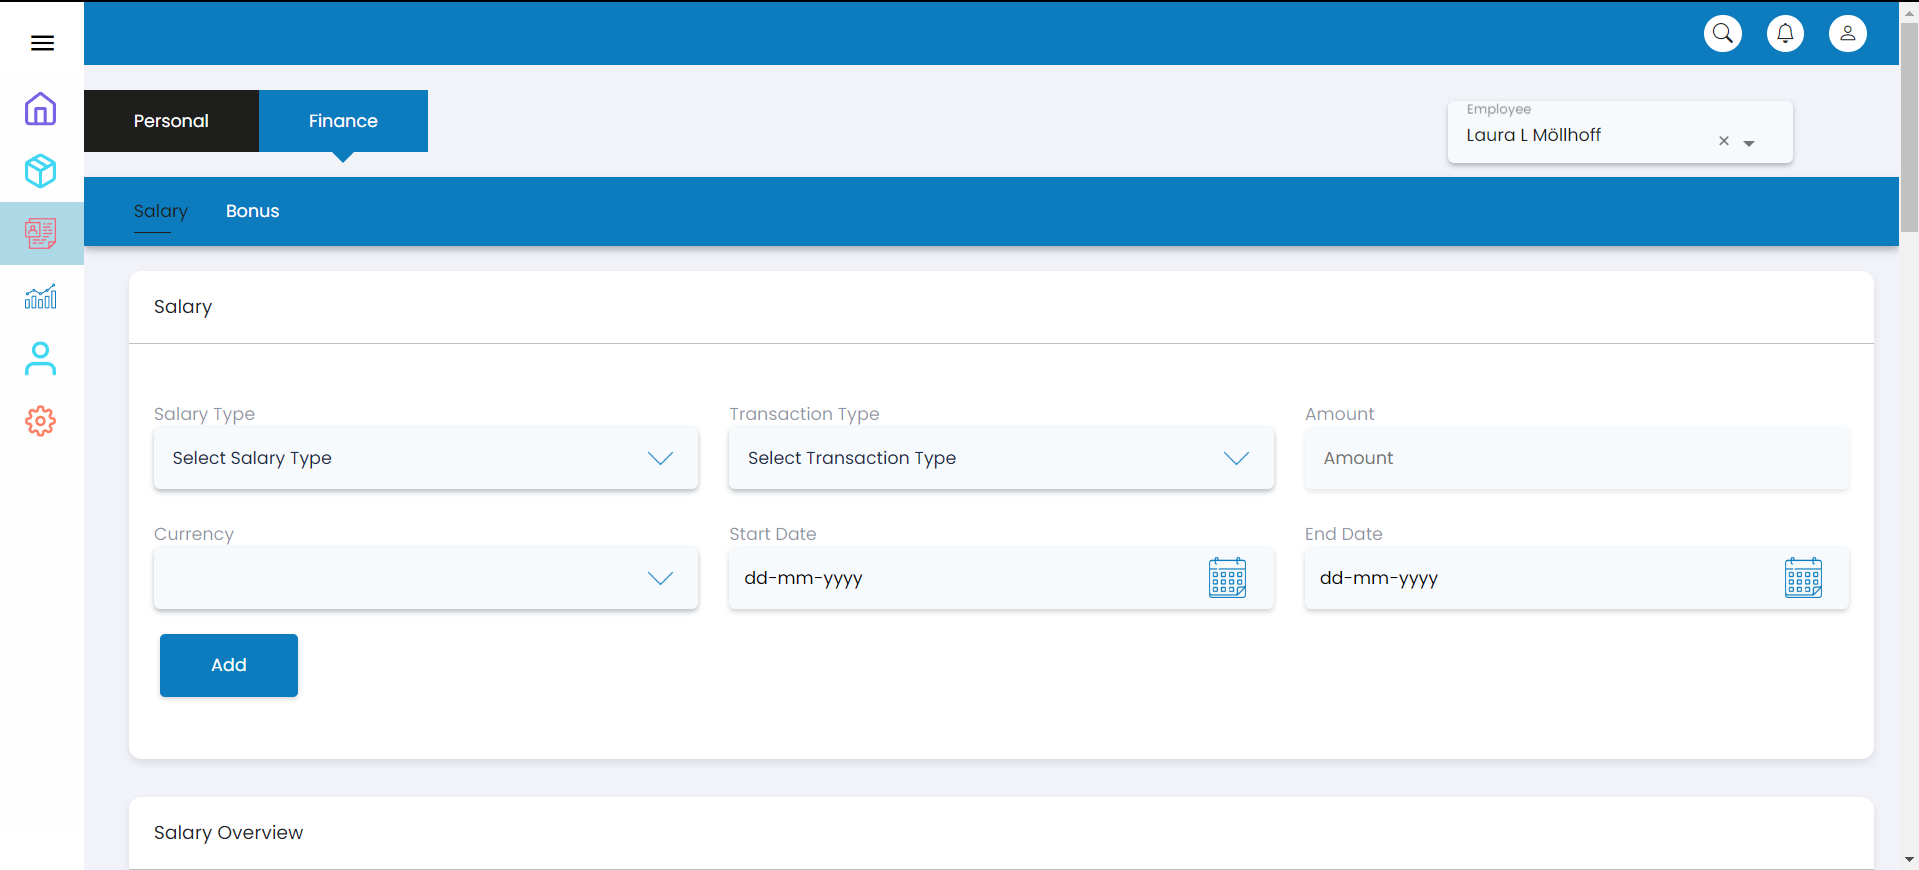 Personal
Finance
Employee
Laura L Möllhoff
Salary
Bonus
Salary
Salary Type
Transaction Type
Amount
Select Salary Type
Select Transaction Type
Amount
Currency
Start Date
End Date
dd-mm-yyyy
dd-mm-yyyy
Add
Salary Overview